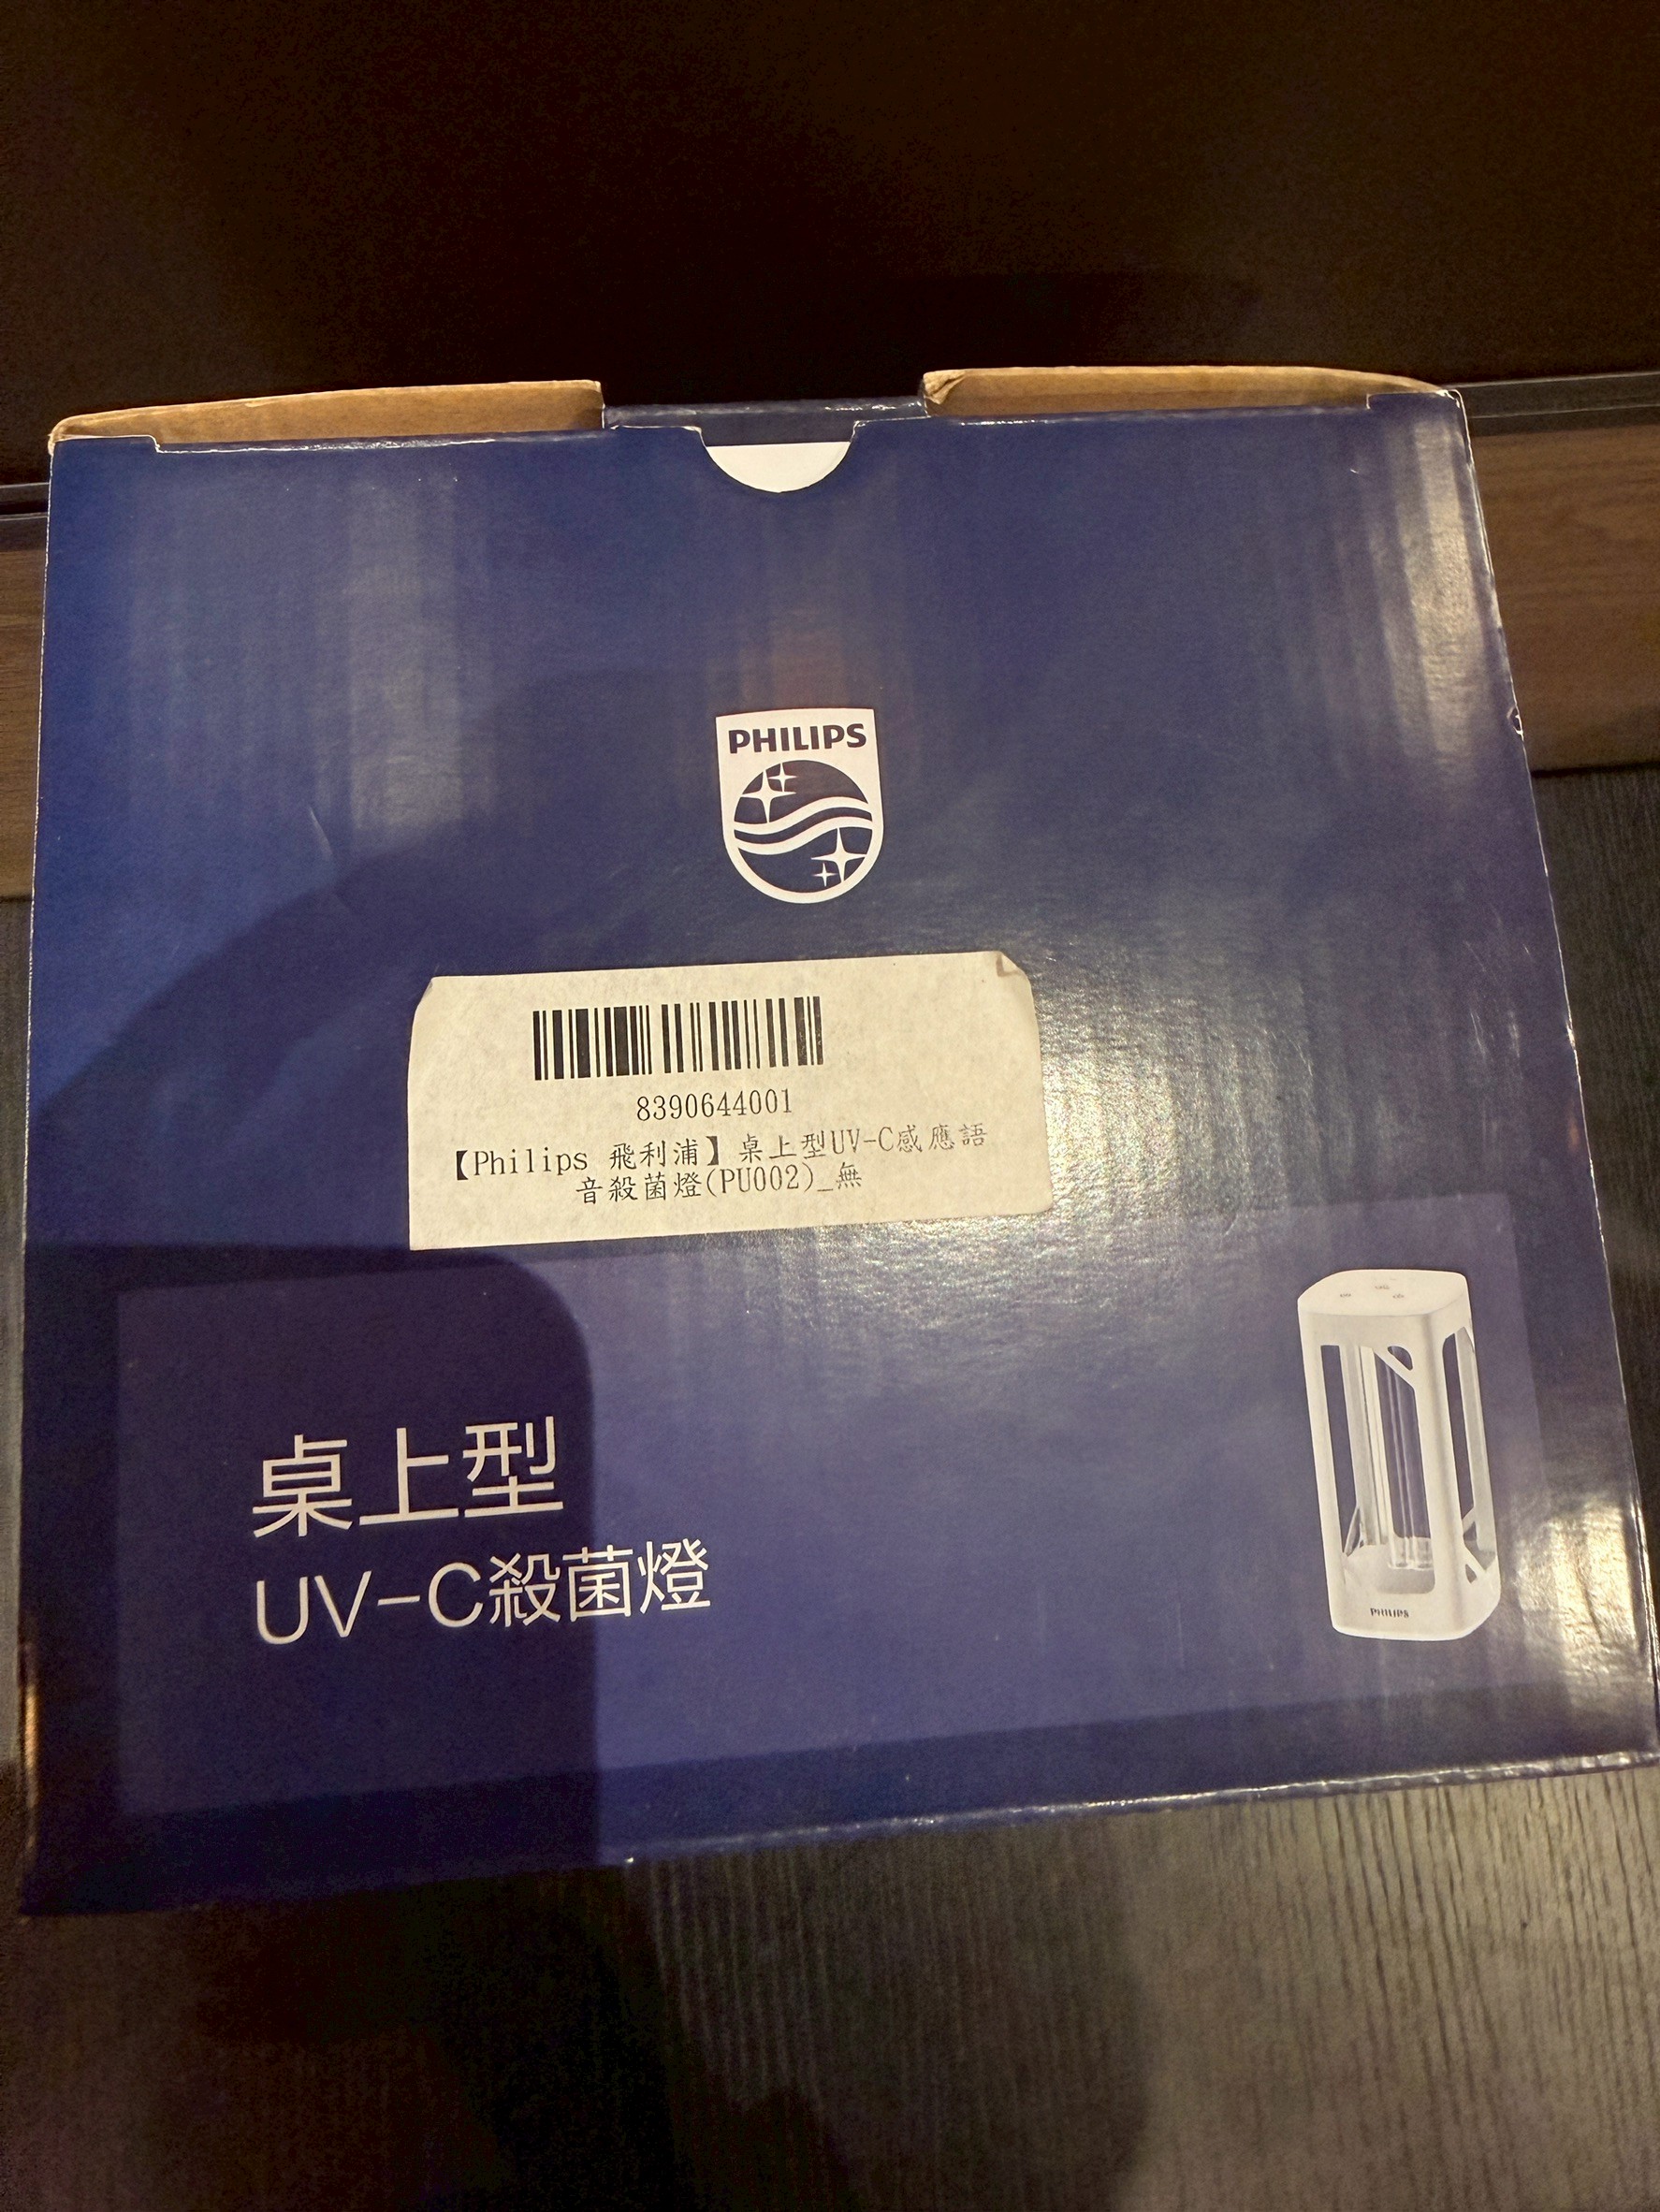 PHILIPS
8390644001
【Philips 飛利浦】桌上型UV-C感應語
音殺菌燈(PU002)_無
桌上型
UV-C殺菌燈
PHILIPS